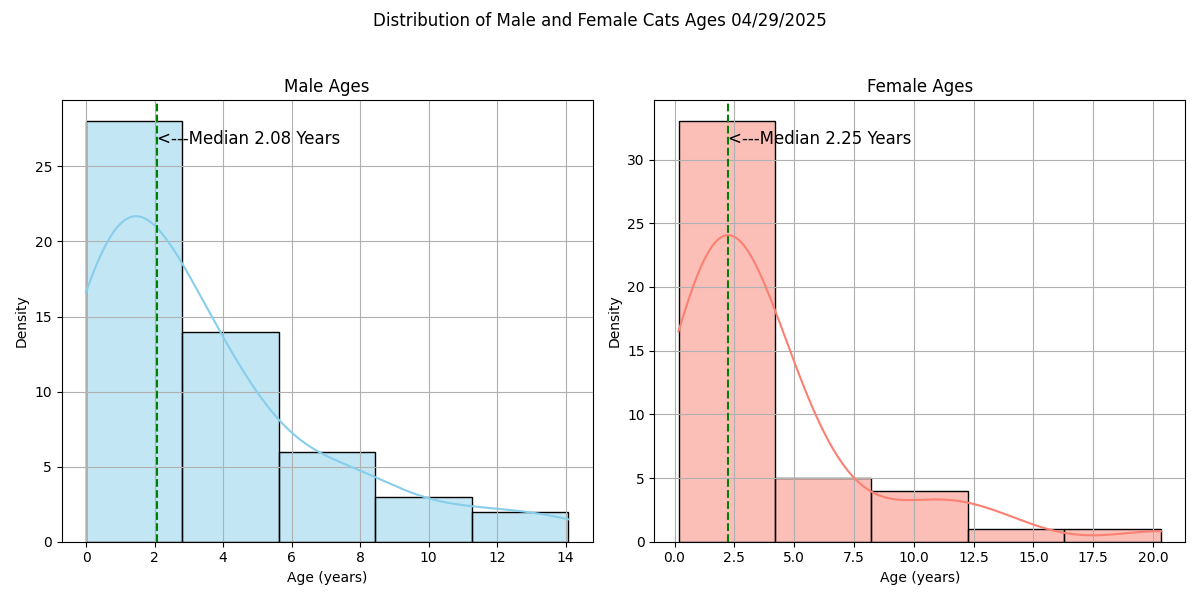 Distribution of Male and Female Cats Ages 04/29/2025
Male Ages
<---Median 2.08 Years
Density
25
20
15
10
5
0
0 2 4 6 8 10 12 14
Age (years)
Female Ages
<---Median 2.25 Years
Density
30
25
20
15
10
5
0
0.0 2.5 5.0 7.5 10.0 12.5 15.0 17.5 20.0
Age (years)